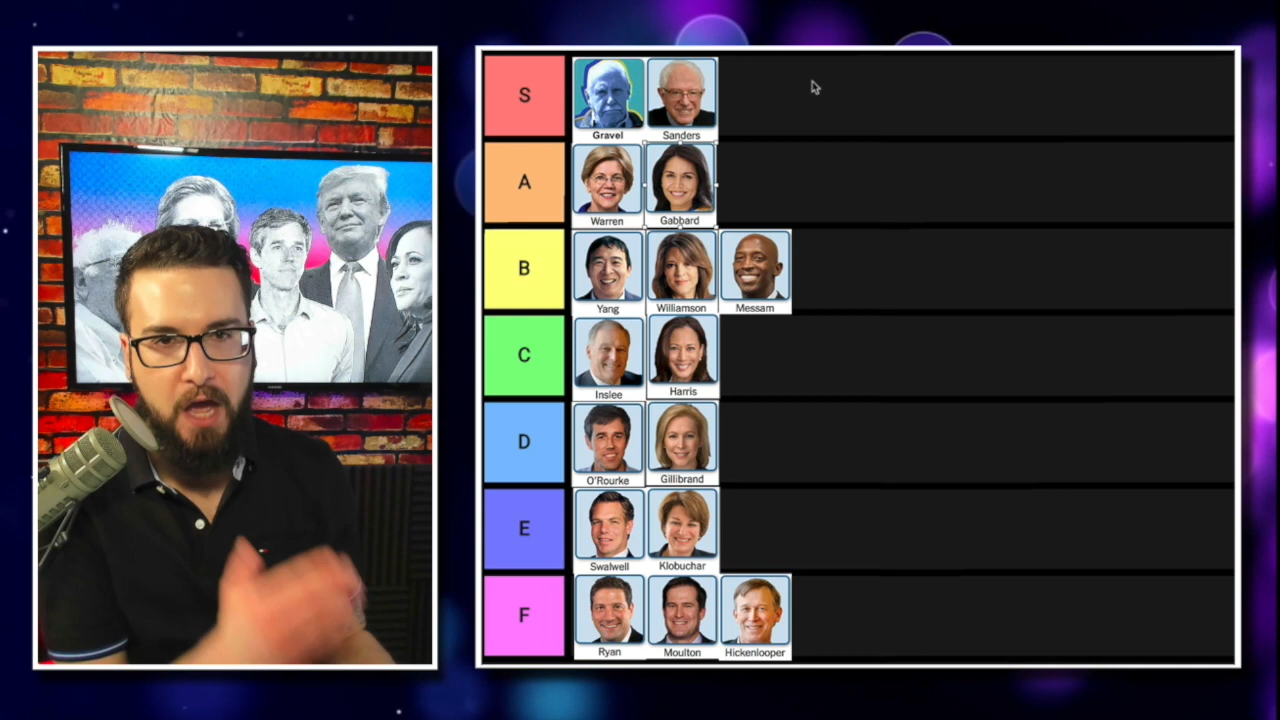 S
Gravel Sanders
A
Warren Gabbard
B
Yang Williamson Messam
C
Inslee Harris
D
O'Rourke Gillibrand
E
Swalwell Klobuchar
F
Ryan Moulton Hickenlooper